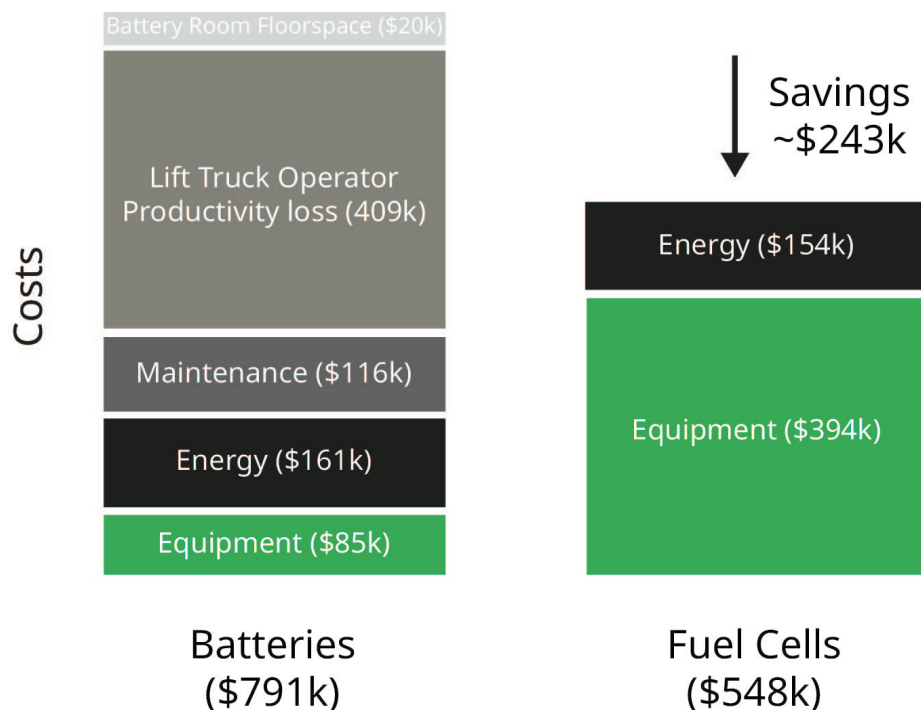 Battery Room Floorspace ($20k)
Lift Truck Operator
Productivity loss (409k)
Maintenance ($116k)
Energy ($161k)
Equipment ($85k)
Savings
~$243k
Energy ($154k)
Equipment ($394k)
Costs
Batteries
($791k)
Fuel Cells
($548k)